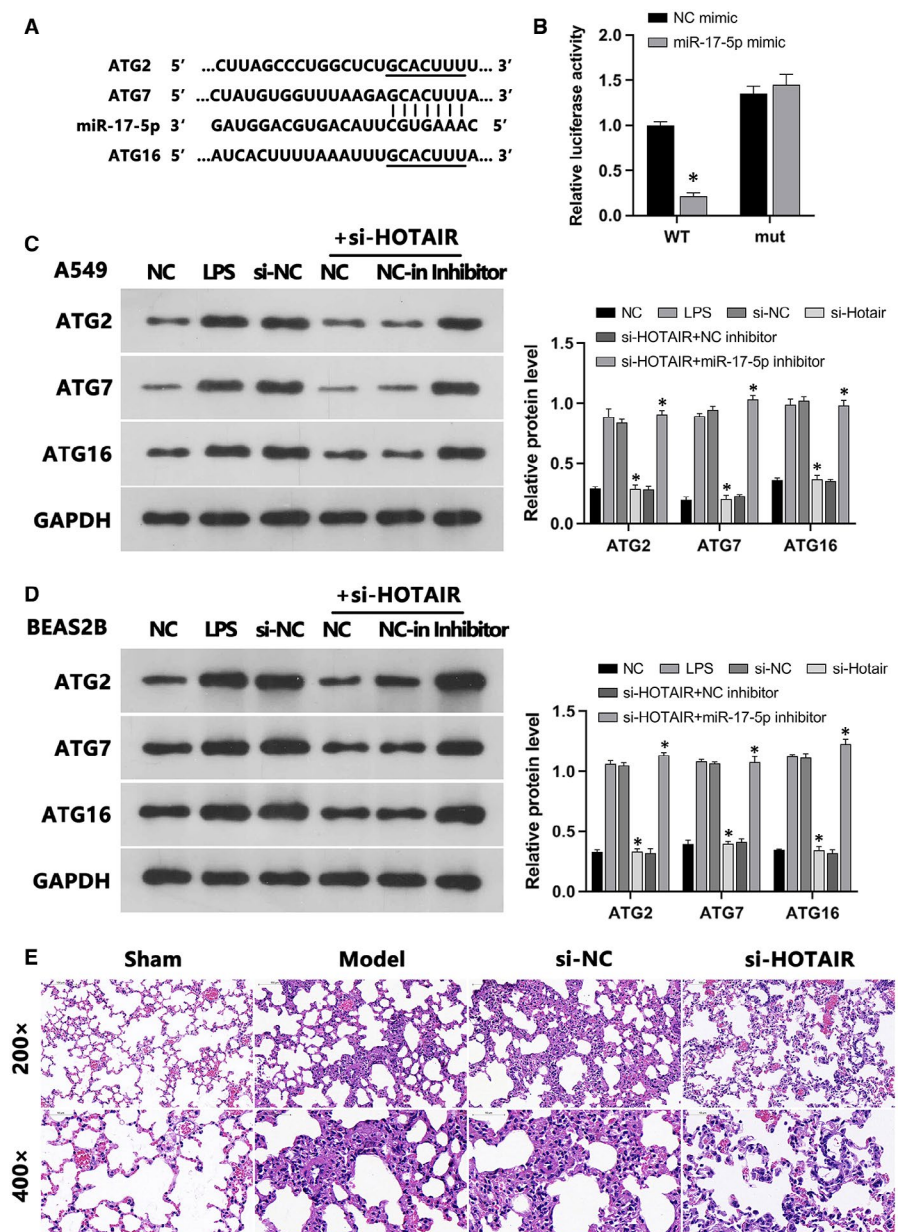 A
ATG2 5′ ...CUUAGCCCUGGCUCUGCACUUUU... 3′
ATG7 5′ ...CUAUGUGGUUUAAGAGCACUUUA... 3′
miR-17-5p 3′ GAUGGACGUGACAUUCGUGAAAC 5′
ATG16 5′ ...AUCACUUUUAAAUUUGCACUUUA... 3′
B
NC mimic
miR-17-5p mimic
Relative luciferase activity
2.0
1.5
1.0
0.5
0.0
*
WT mut
C
+si-HOTAIR
A549 NC LPS si-NC NC NC-in Inhibitor
ATG2
ATG7
ATG16
GAPDH
NC LPS si-NC si-Hotair
si-HOTAIR+NC inhibitor
si-HOTAIR+miR-17-5p inhibitor
Relative protein level
1.5
1.0
0.5
0.0
* * * * * *
ATG2 ATG7 ATG16
D
+si-HOTAIR
BEAS2B NC LPS si-NC NC NC-in Inhibitor
ATG2
ATG7
ATG16
GAPDH
NC LPS si-NC si-Hotair
si-HOTAIR+NC inhibitor
si-HOTAIR+miR-17-5p inhibitor
Relative protein level
1.5
1.0
0.5
0.0
* * * * * *
ATG2 ATG7 ATG16
E
Sham Model si-NC si-HOTAIR
200×
400×